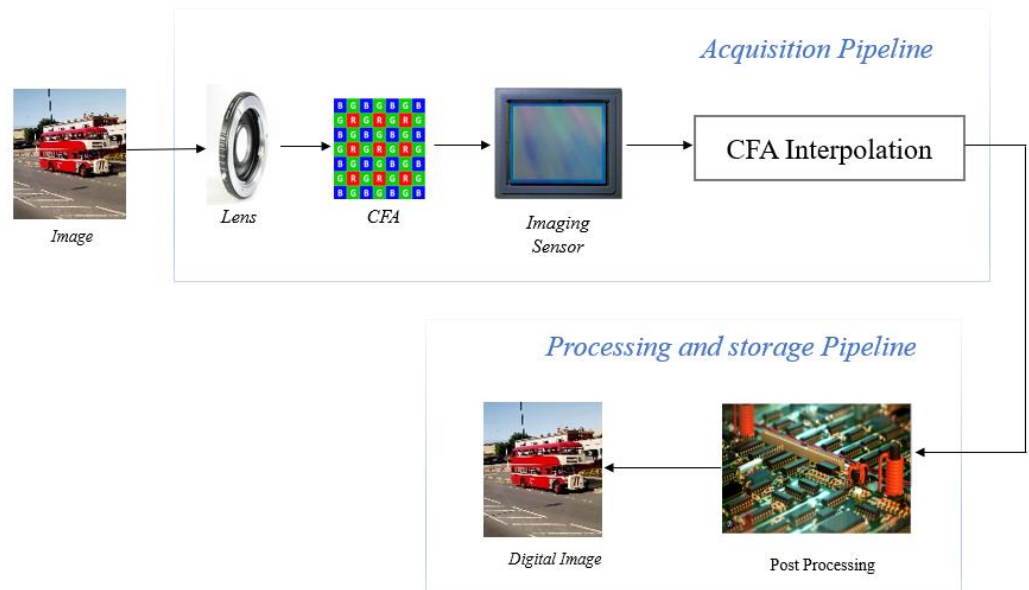 Acquisition Pipeline
B G B G B G B
G R G R G R G
B G B G B G B
G R G R G R G
B G B G B G B
G R G R G R G
B G B G B G B
CFA Interpolation
Image
Lens
CFA
Imaging
Sensor
Processing and storage Pipeline
Digital Image
Post Processing